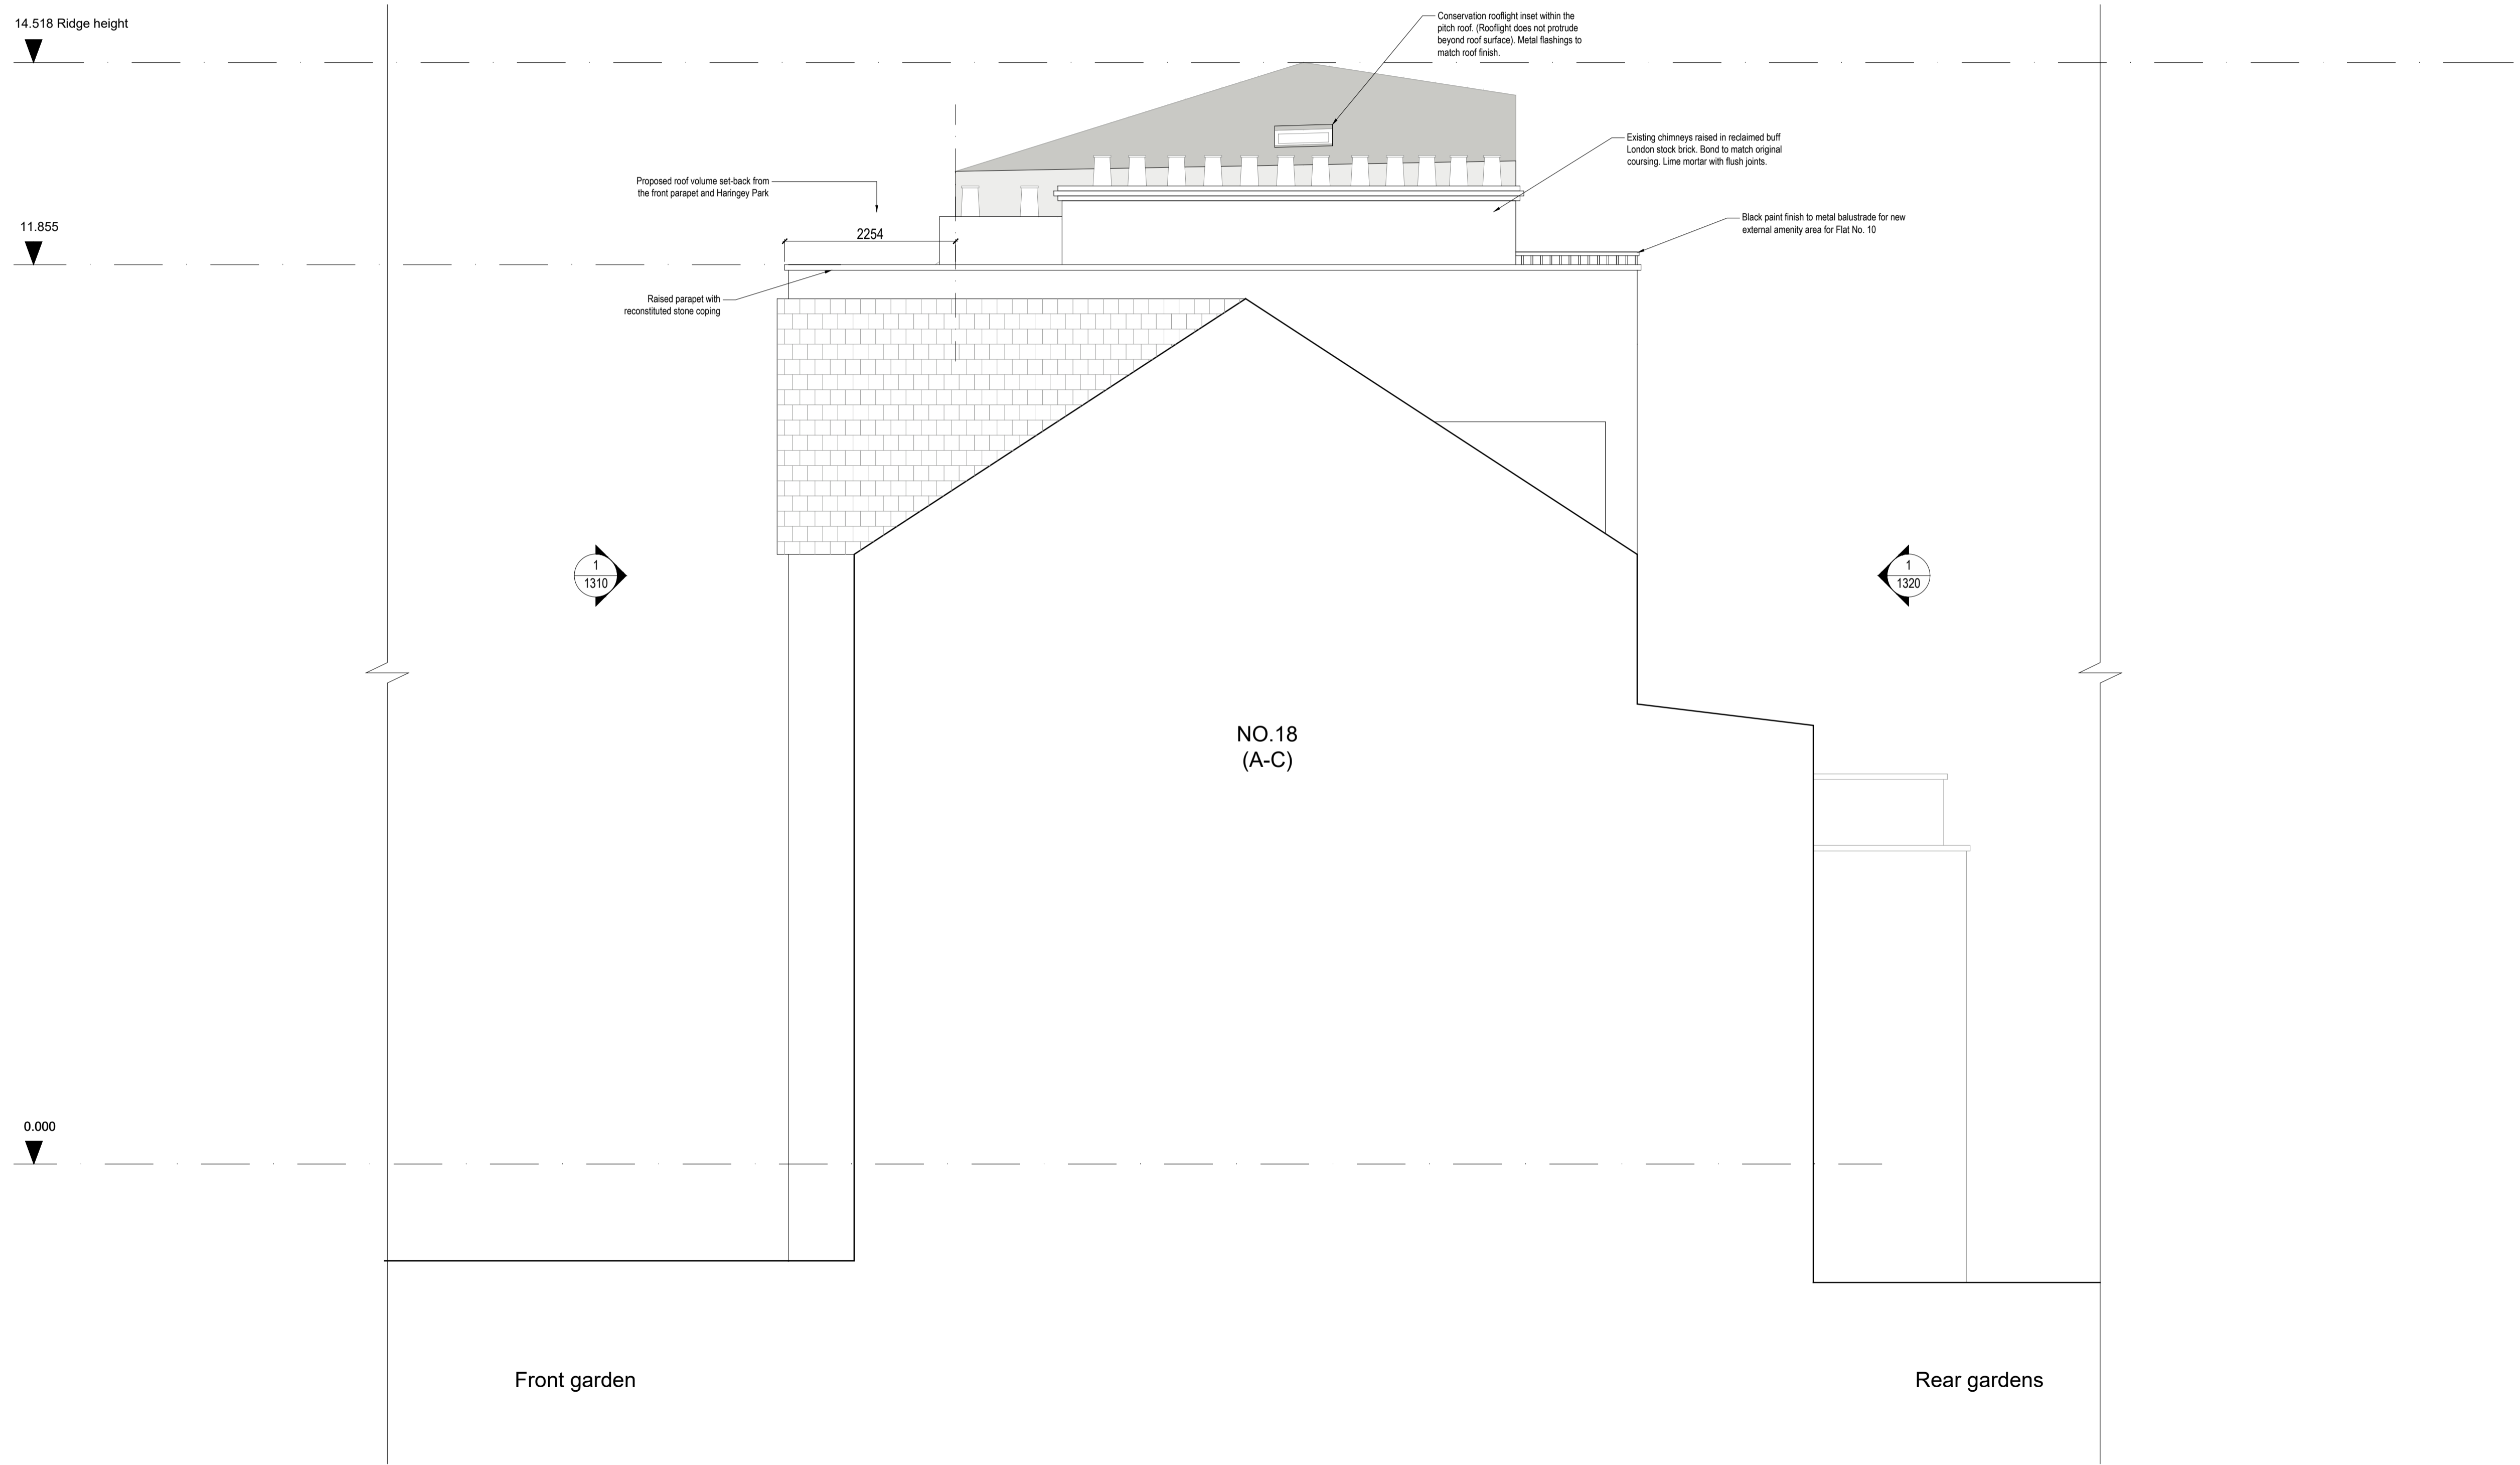 14.518 Ridge height
Conservation rooflight inset within the
pitch roof. (Rooflight does not protrude
beyond roof surface). Metal flashings to
match roof finish.
Existing chimneys raised in reclaimed buff
London stock brick. Bond to match original
coursing. Lime mortar with flush joints.
Proposed roof volume set-back from
the front parapet and Haringey Park
11.855
2254
Black paint finish to metal balustrade for new
external amenity area for Flat No. 10
Raised parapet with
reconstituted stone coping
1
1310
1
1320
NO.18
(A-C)
0.000
Front garden
Rear gardens